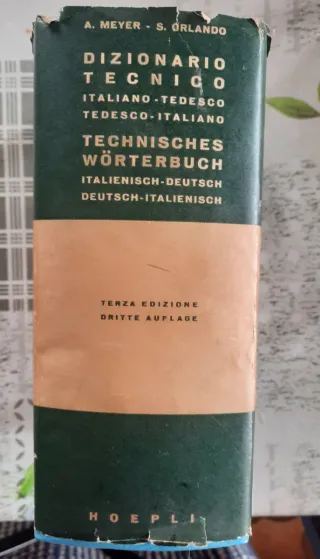 A. MEYER - S. ORLANDO
DIZIONARIO
TECNICO
ITALIANO-TEDESCO
TEDESCO-ITALIANO
TECHNISCHES
WÖRTERBUCH
ITALIENISCH-DEUTSCH
DEUTSCH-ITALIENISCH
TERZA EDIZIONE
DRITTE AUFLAGE
HOEPLI